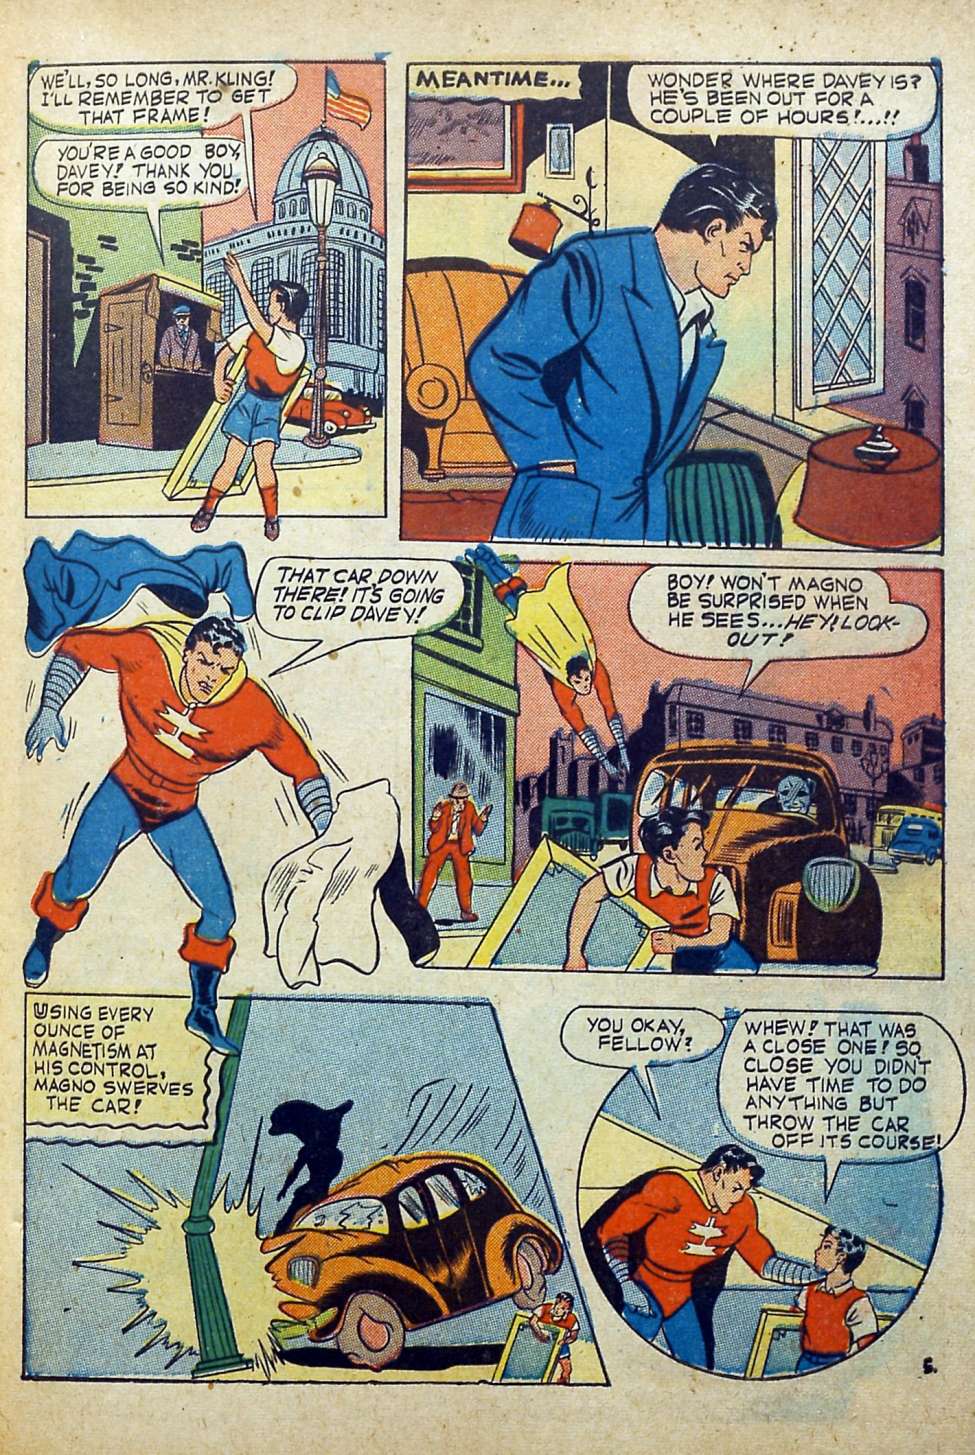 WE'LL, SO LONG, MR. KLING!
I'LL REMEMBER TO GET
THAT FRAME!
YOU'RE A GOOD BOY,
DAVEY! THANK YOU
FOR BEING SO KIND!
MEANTIME...
WONDER WHERE DAVEY IS?
HE'S BEEN OUT FOR A
COUPLE OF HOURS!...!!
THAT CAR DOWN
THERE! IT'S GOING
TO CLIP DAVEY!
BOY! WON'T MAGNO
BE SURPRISED WHEN
HE SEES...HEY! LOOK-
OUT!
USING EVERY
OUNCE OF
MAGNETISM AT
HIS CONTROL,
MAGNO SWERVES
THE CAR!
YOU OKAY,
FELLOW?
WHEW! THAT WAS
A CLOSE ONE! SO
CLOSE YOU DIDN'T
HAVE TIME TO DO
ANYTHING BUT
THROW THE CAR
OFF ITS COURSE!
5.